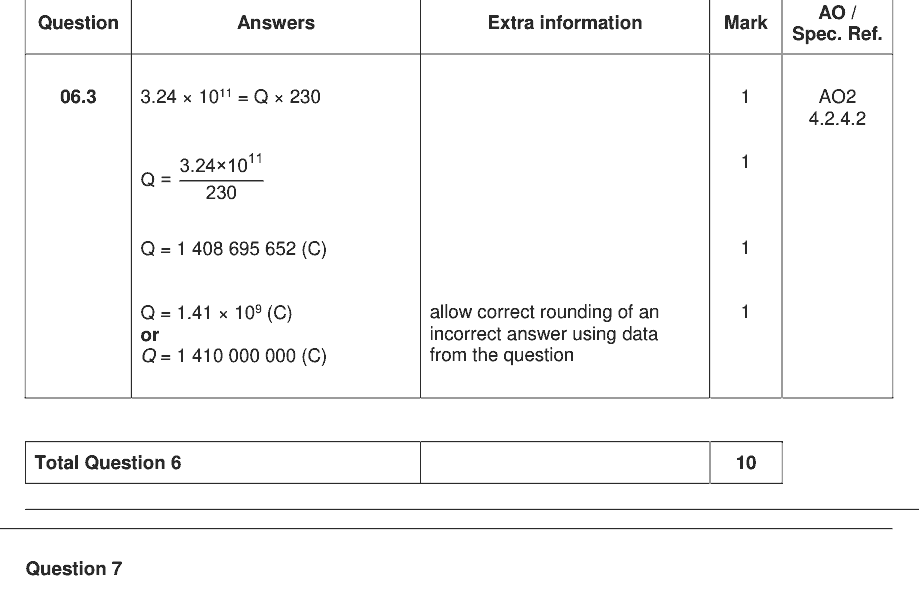 Question Answers Extra information Mark AO /
Spec. Ref.
06.3 3.24 × 10¹¹ = Q × 230 1 AO2
4.2.4.2
Q = 3.24×10¹¹ / 230 1
Q = 1 408 695 652 (C) 1
Q = 1.41 × 10⁹ (C) allow correct rounding of an 1
or incorrect answer using data
Q = 1 410 000 000 (C) from the question
Total Question 6 10
Question 7